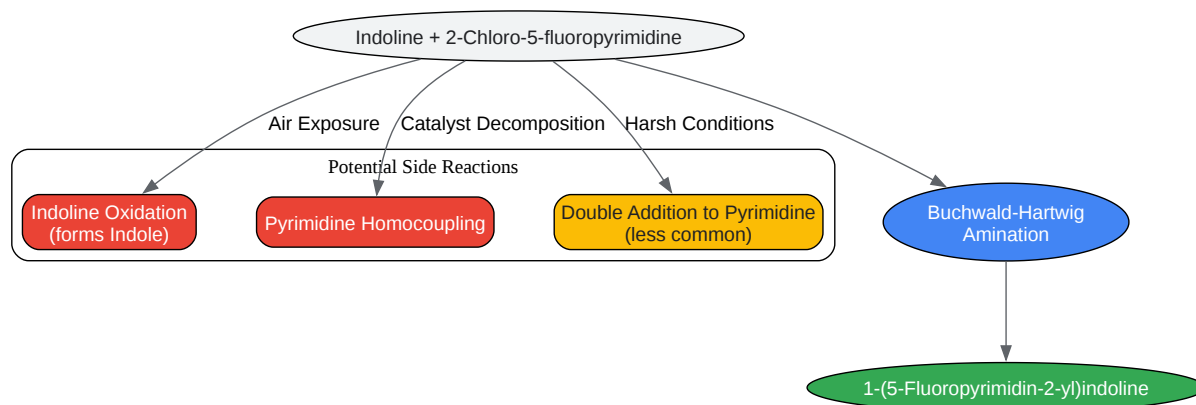 Indoline + 2-Chloro-5-fluoropyrimidine
Air Exposure
Catalyst Decomposition
Harsh Conditions
Potential Side Reactions
Indoline Oxidation
(forms Indole)
Pyrimidine Homocoupling
Double Addition to Pyrimidine
(less common)
Buchwald-Hartwig
Amination
1-(5-Fluoropyrimidin-2-yl)indoline